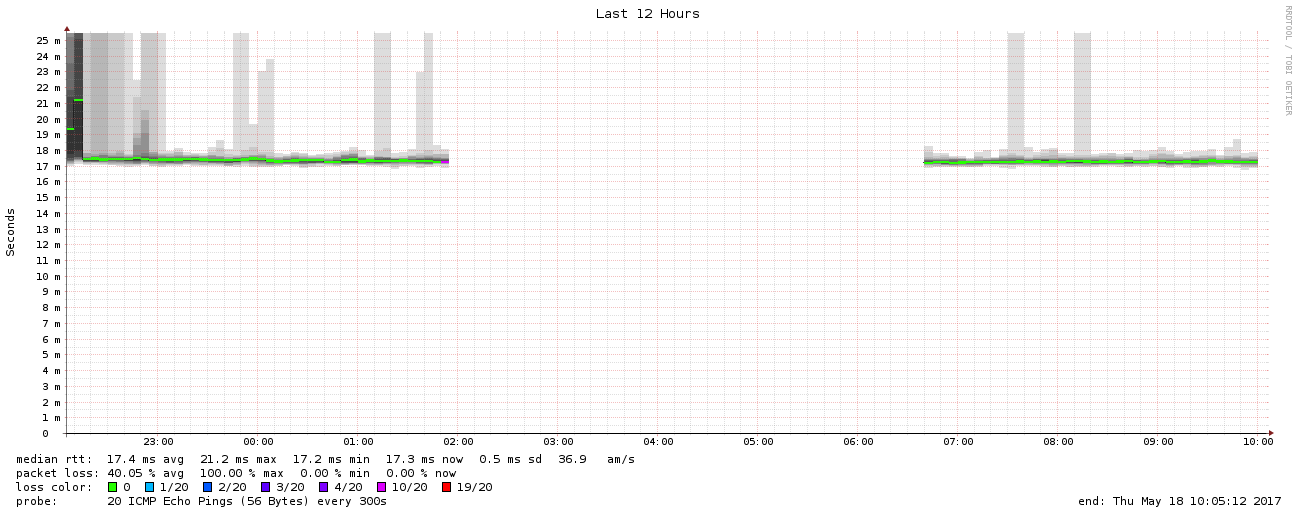 Last 12 Hours
RRDTOOL / TOBI OETIKER
Seconds
25 m
24 m
23 m
22 m
21 m
20 m
19 m
18 m
17 m
16 m
15 m
14 m
13 m
12 m
11 m
10 m
9 m
8 m
7 m
6 m
5 m
4 m
3 m
2 m
1 m
0
23:00 00:00 01:00 02:00 03:00 04:00 05:00 06:00 07:00 08:00 09:00 10:00
median rtt: 17.4 ms avg 21.2 ms max 17.2 ms min 17.3 ms now 0.5 ms sd 36.9 am/s
packet loss: 40.05 % avg 100.00 % max 0.00 % min 0.00 % now
loss color: 0 1/20 2/20 3/20 4/20 10/20 19/20
probe: 20 ICMP Echo Pings (56 Bytes) every 300s end: Thu May 18 10:05:12 2017